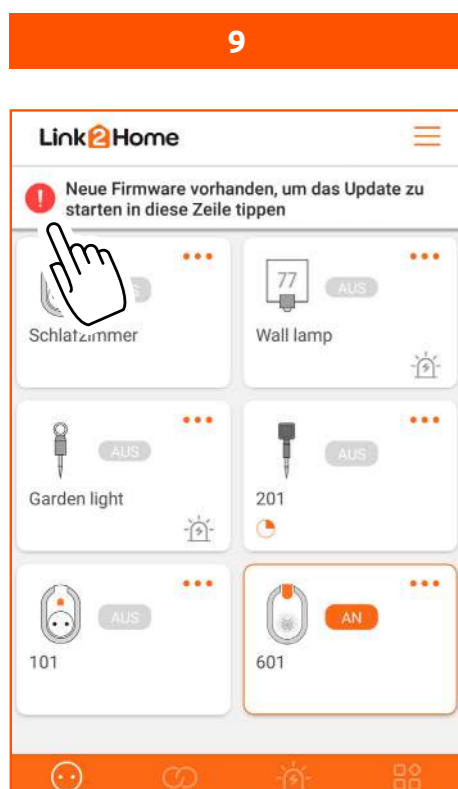 9
Link2Home
Neue Firmware vorhanden, um das Update zu
starten in diese Zeile tippen
Schlafzimmer
77 AUS
Wall lamp
AUS
Garden light
AUS
201
AUS
101
AN
601